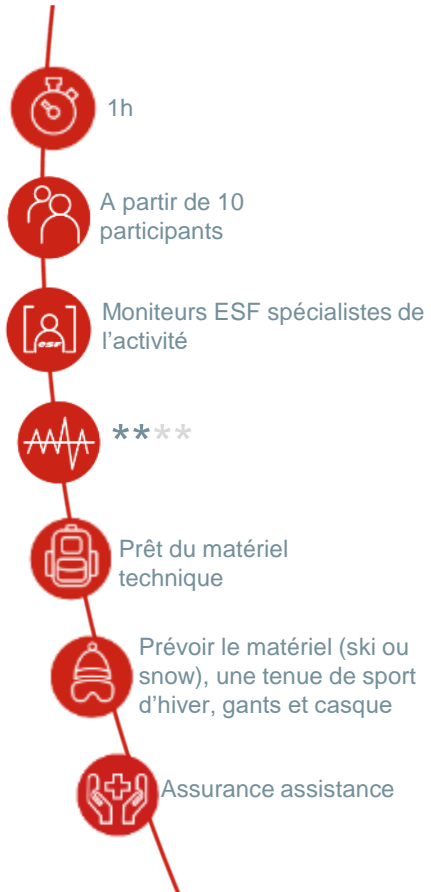 1h
A partir de 10
participants
Moniteurs ESF spécialistes de
l’activité
esf
****
Prêt du matériel
technique
Prévoir le matériel (ski ou
snow), une tenue de sport
d’hiver, gants et casque
Assurance assistance